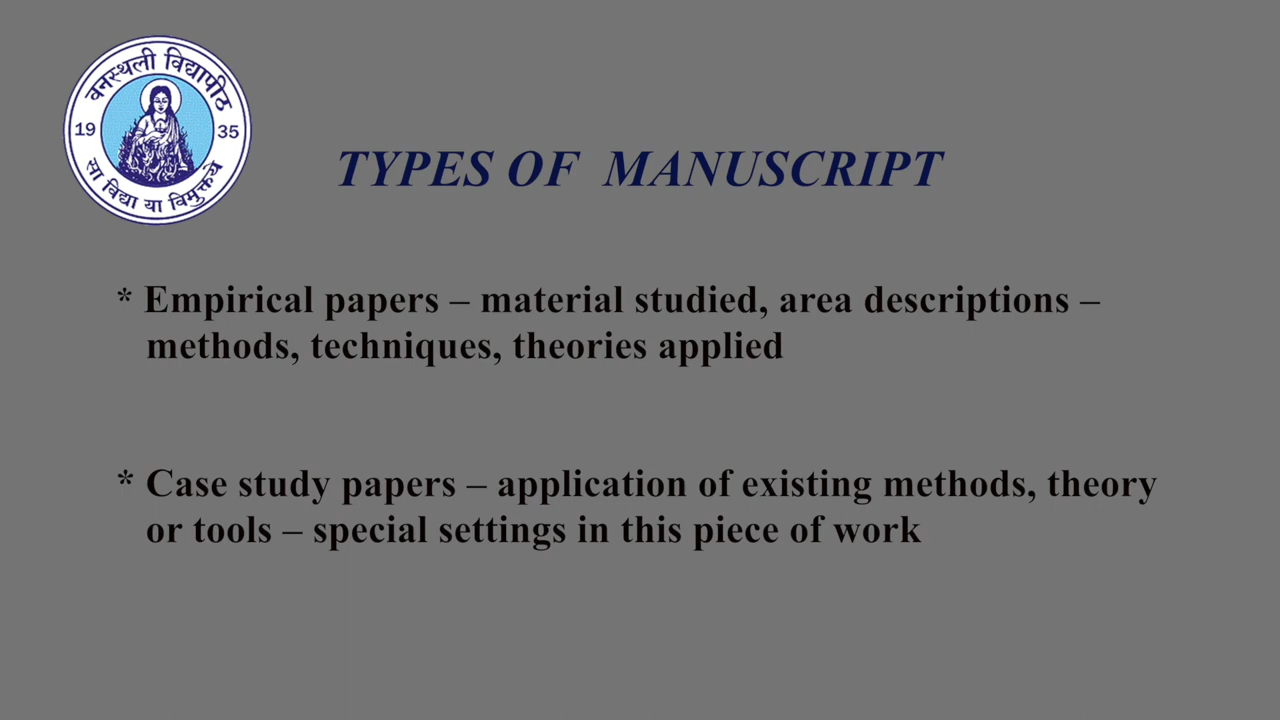 वनस्थली विद्यापीठ
19 35
सा विद्या या विमुक्तये
TYPES OF MANUSCRIPT
* Empirical papers – material studied, area descriptions –
methods, techniques, theories applied
* Case study papers – application of existing methods, theory
or tools – special settings in this piece of work